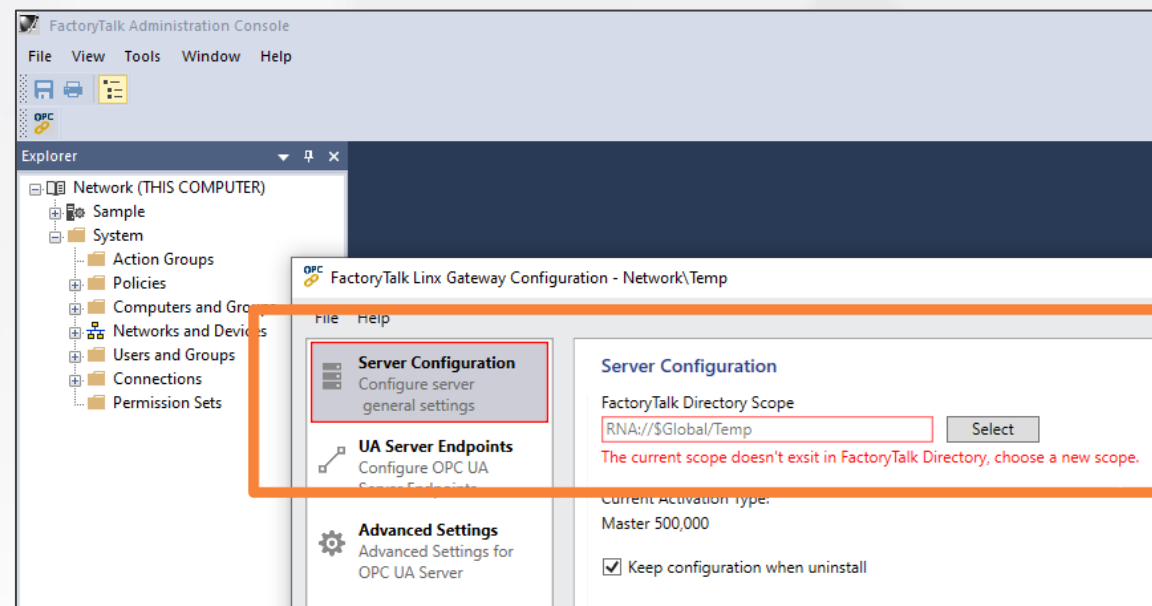 FactoryTalk Administration Console
File View Tools Window Help
OPC
Explorer
Network (THIS COMPUTER)
Sample
System
Action Groups
Policies
Computers and Groups
Networks and Devices
Users and Groups
Connections
Permission Sets
OPC FactoryTalk Linx Gateway Configuration - Network\Temp
File Help
Server Configuration
Configure server
general settings
UA Server Endpoints
Configure OPC UA
Server Endpoints
Advanced Settings
Advanced Settings for
OPC UA Server
Server Configuration
FactoryTalk Directory Scope
RNA://$Global/Temp Select
The current scope doesn't exsit in FactoryTalk Directory, choose a new scope.
Current Activation Type:
Master 500,000
Keep configuration when uninstall